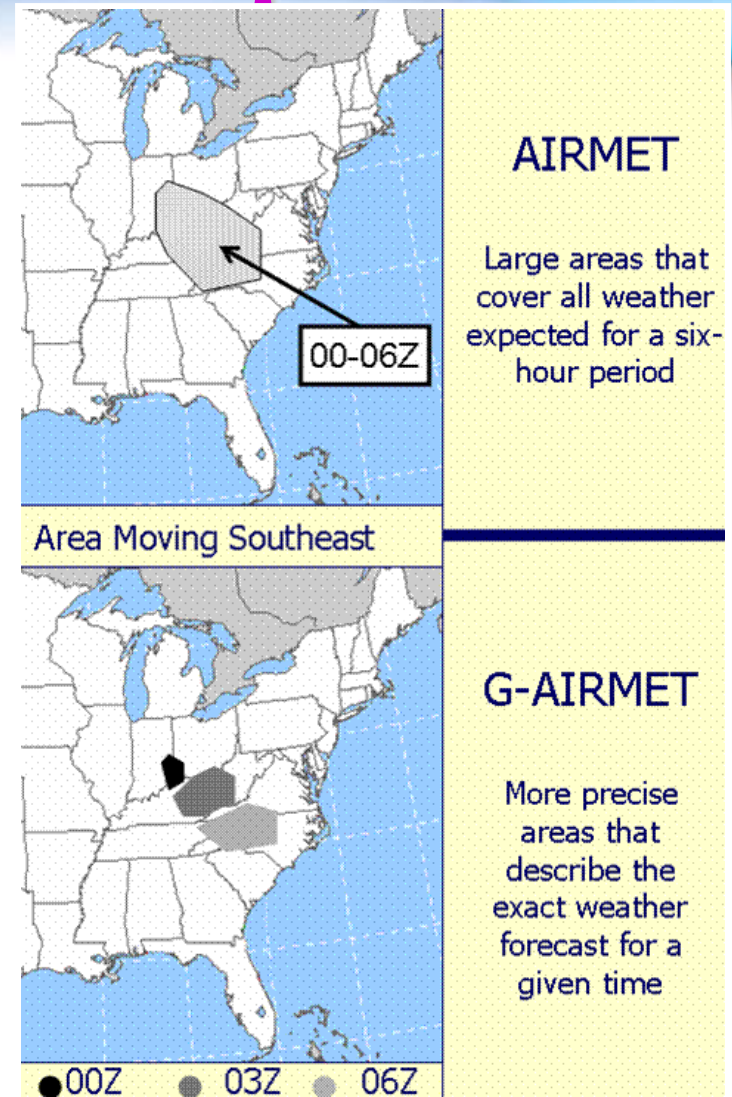 AIRMET
Large areas that
cover all weather
expected for a six-
hour period
00-06Z
Area Moving Southeast
G-AIRMET
More precise
areas that
describe the
exact weather
forecast for a
given time
00Z 03Z 06Z